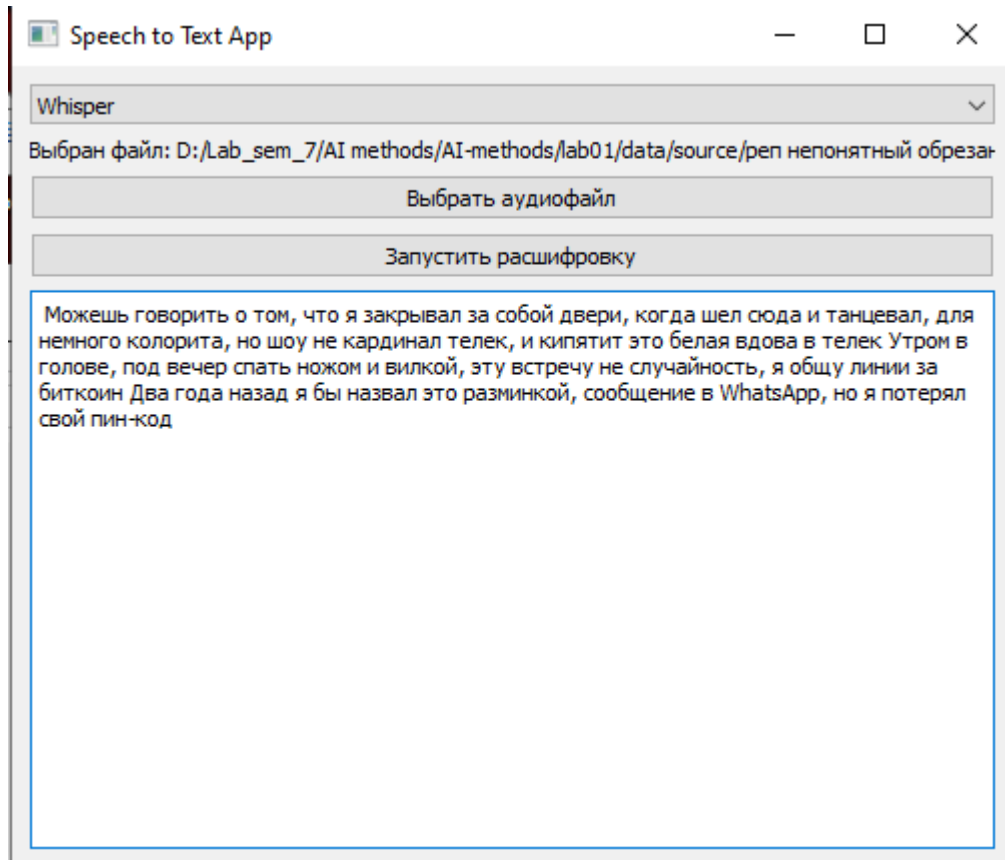 Speech to Text App
Whisper
Выбран файл: D:/Lab_sem_7/AI methods/AI-methods/lab01/data/source/реп непонятный обрезан
Выбрать аудиофайл
Запустить расшифровку
Можешь говорить о том, что я закрывал за собой двери, когда шел сюда и танцевал, для
немного колорита, но шоу не кардинал телек, и кипятит это белая вдова в телек Утром в
голове, под вечер спать ножом и вилкой, эту встречу не случайность, я общу линии за
биткоин Два года назад я бы назвал это разминкой, сообщение в WhatsApp, но я потерял
свой пин-код